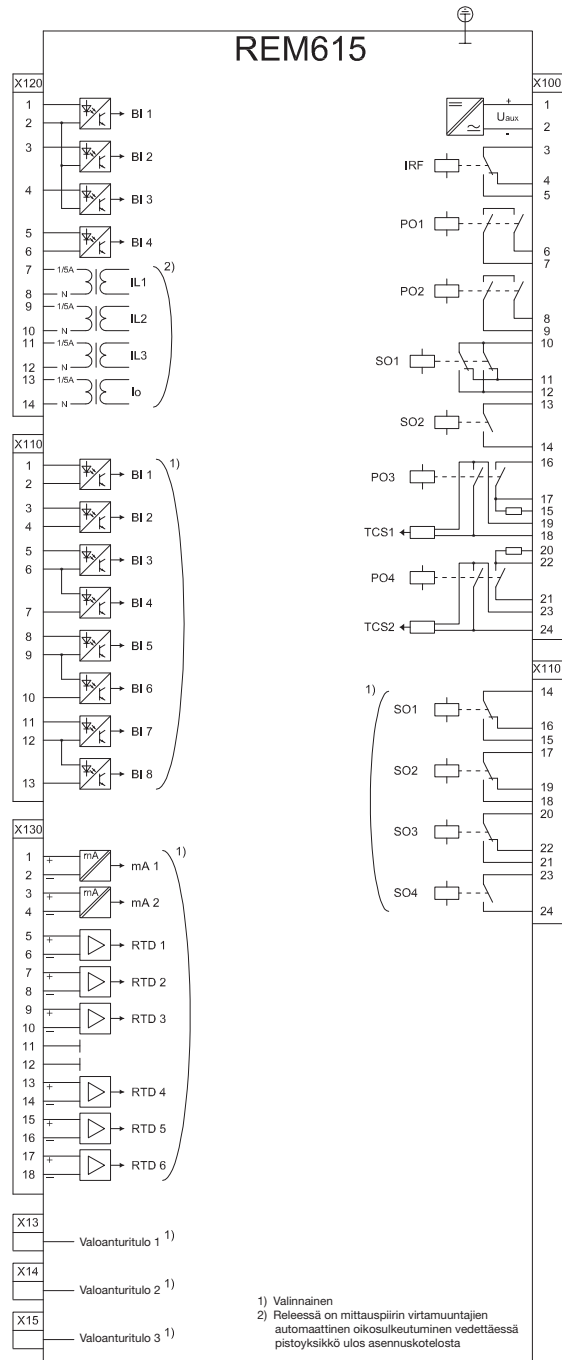 REM615
X120
1
2
BI 1
3
BI 2
4
BI 3
5
6
BI 4
7
1/5A
2)
IL1
8
N
9
1/5A
IL2
10
N
11
1/5A
IL3
12
N
13
1/5A
Io
14
N
X110
1
2
BI 1
1)
3
4
BI 2
5
6
BI 3
BI 4
7
8
9
BI 5
BI 6
10
11
12
BI 7
BI 8
13
X130
1
+
mA
mA 1
1)
2
–
3
+
mA
mA 2
4
–
5
+
RTD 1
6
–
7
+
RTD 2
8
–
9
+
RTD 3
10
–
11
12
13
+
RTD 4
14
–
15
+
RTD 5
16
–
17
+
RTD 6
18
–
X13
Valoanturitulo 1 1)
X14
Valoanturitulo 2 1)
X15
Valoanturitulo 3 1)
X100
+
1
Uaux
-
2
3
IRF
4
5
PO1
6
7
PO2
8
9
10
SO1
11
12
13
SO2
14
16
PO3
17
15
19
TCS1
18
20
22
PO4
21
23
TCS2
24
X110
1)
14
SO1
16
15
17
SO2
19
18
20
SO3
22
21
23
SO4
24
1) Valinnainen
2) Releessä on mittauspiirin virtamuuntajien
automaattinen oikosulkeutuminen vedettäessä
pistoyksikkö ulos asennuskotelosta